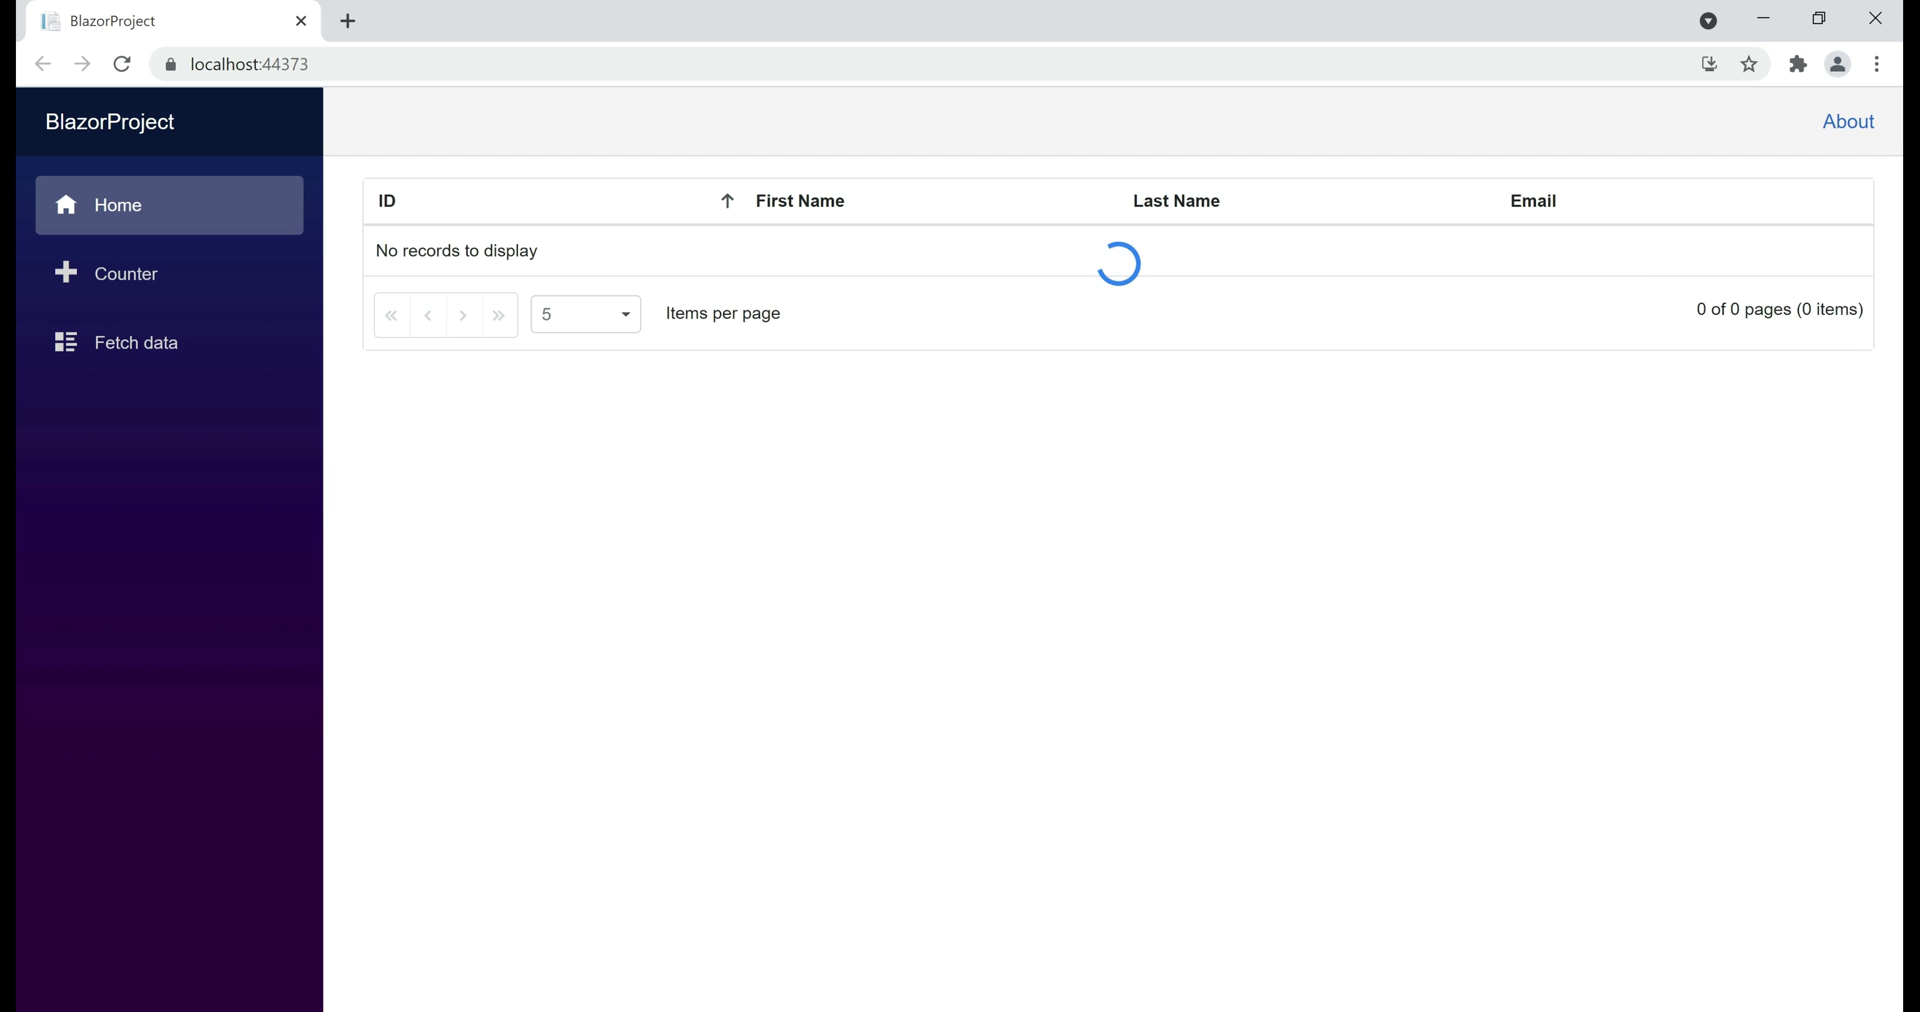 BlazorProject
localhost:44373
BlazorProject
About
Home
Counter
Fetch data
ID First Name Last Name Email
No records to display
5 Items per page 0 of 0 pages (0 items)